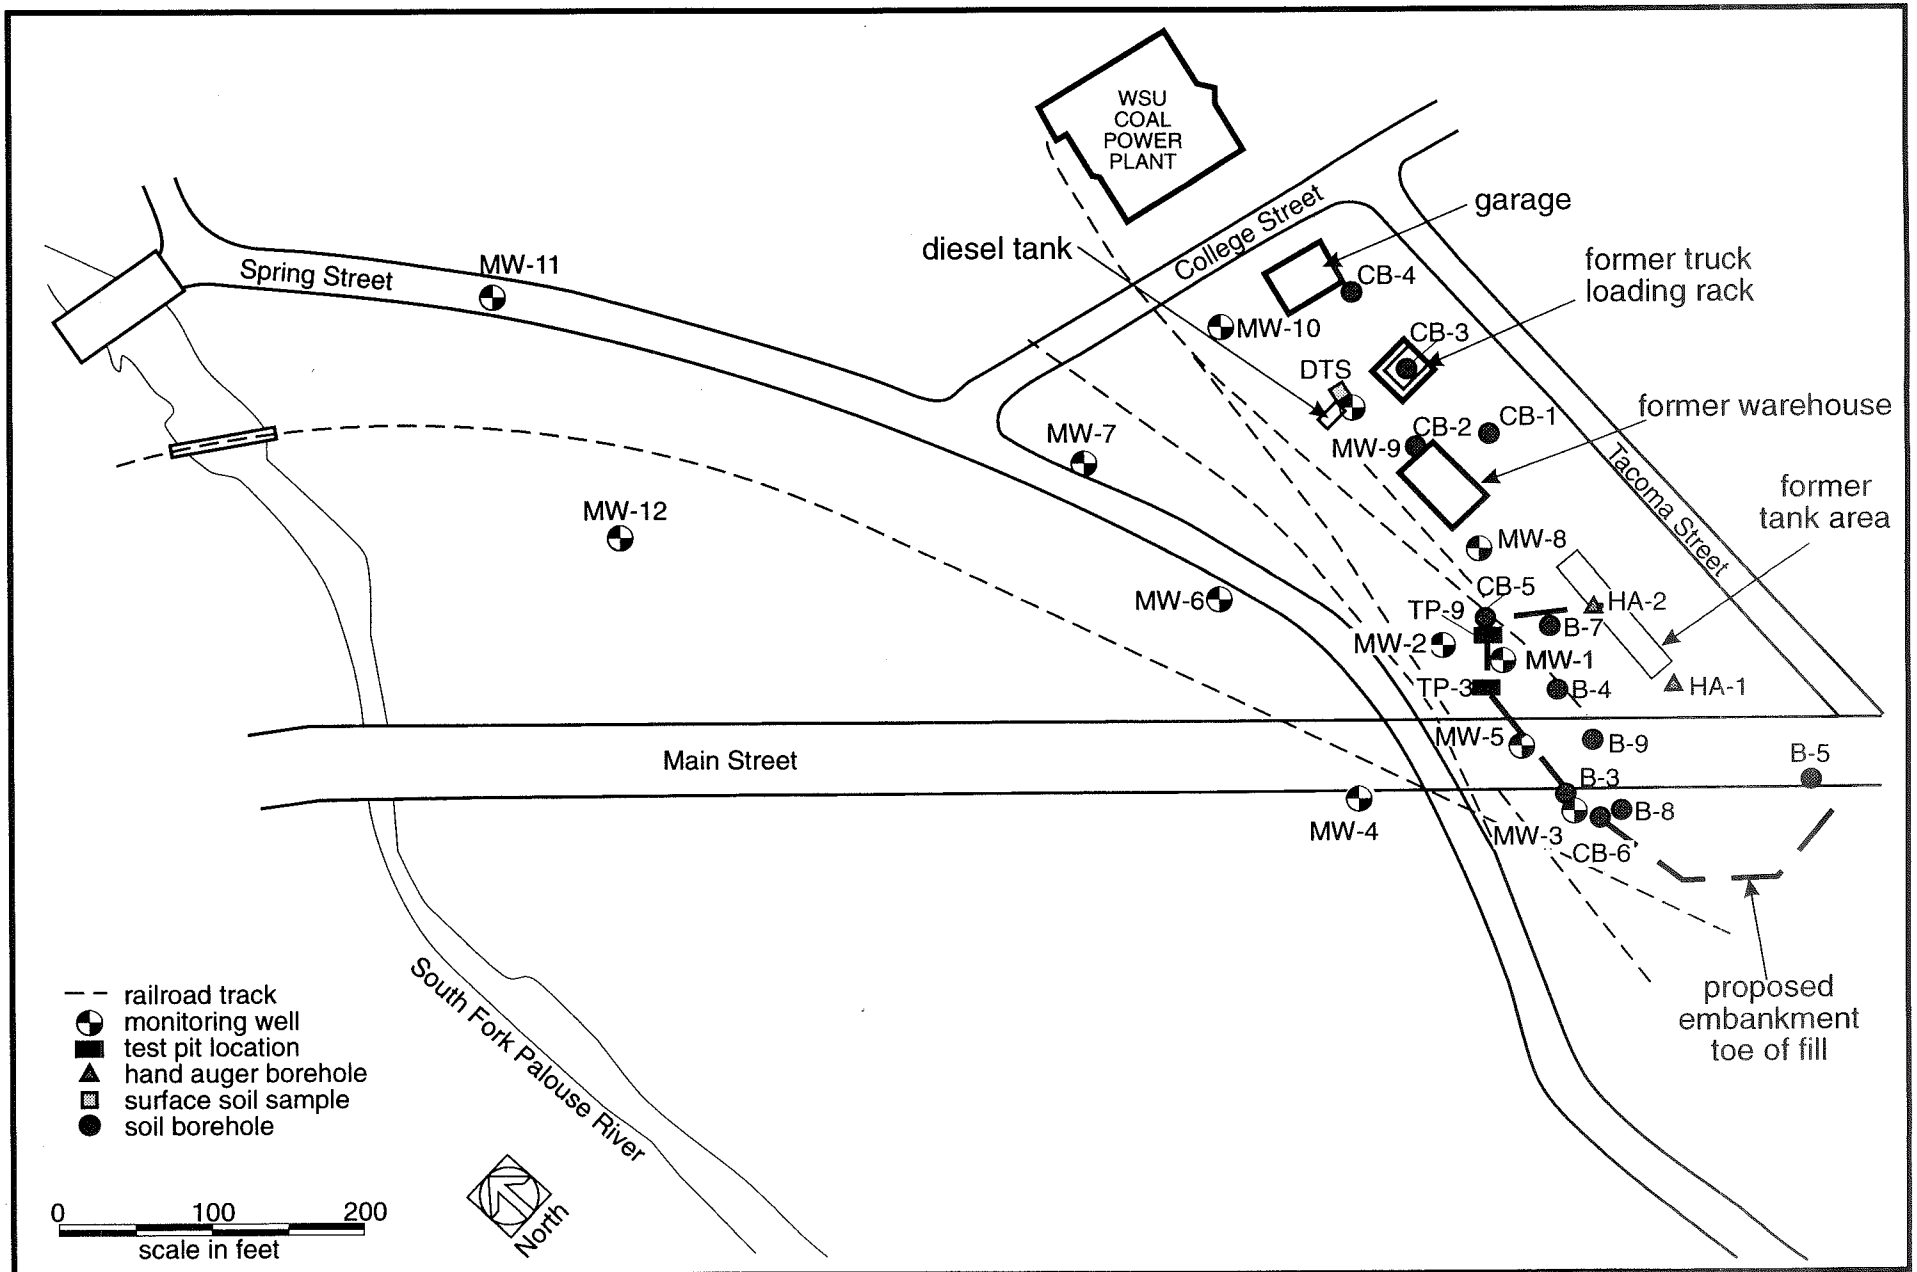 WSU
COAL
POWER
PLANT
garage
College Street
diesel tank
former truck
loading rack
MW-11
Spring Street
CB-4
MW-10
CB-3
DTS
former warehouse
CB-2
CB-1
MW-7
MW-9
Tacoma Street
former
tank area
MW-12
MW-8
CB-5
MW-6
TP-9
HA-2
B-7
MW-2
MW-1
TP-3
B-4
HA-1
MW-5
B-9
B-5
Main Street
B-3
B-8
MW-4
MW-3
CB-6
South Fork Palouse River
proposed
embankment
toe of fill
railroad track
monitoring well
test pit location
hand auger borehole
surface soil sample
soil borehole
0 100 200
scale in feet
North